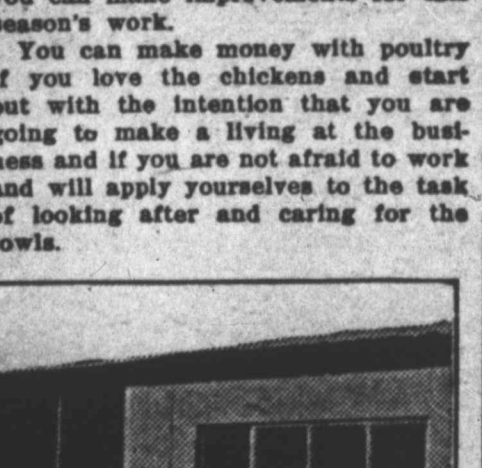 season's work.
You can make money with poultry
if you love the chickens and start
out with the intention that you are
going to make a living at the busi-
ness and if you are not afraid to work
and will apply yourselves to the task
of looking after and caring for the
fowls.